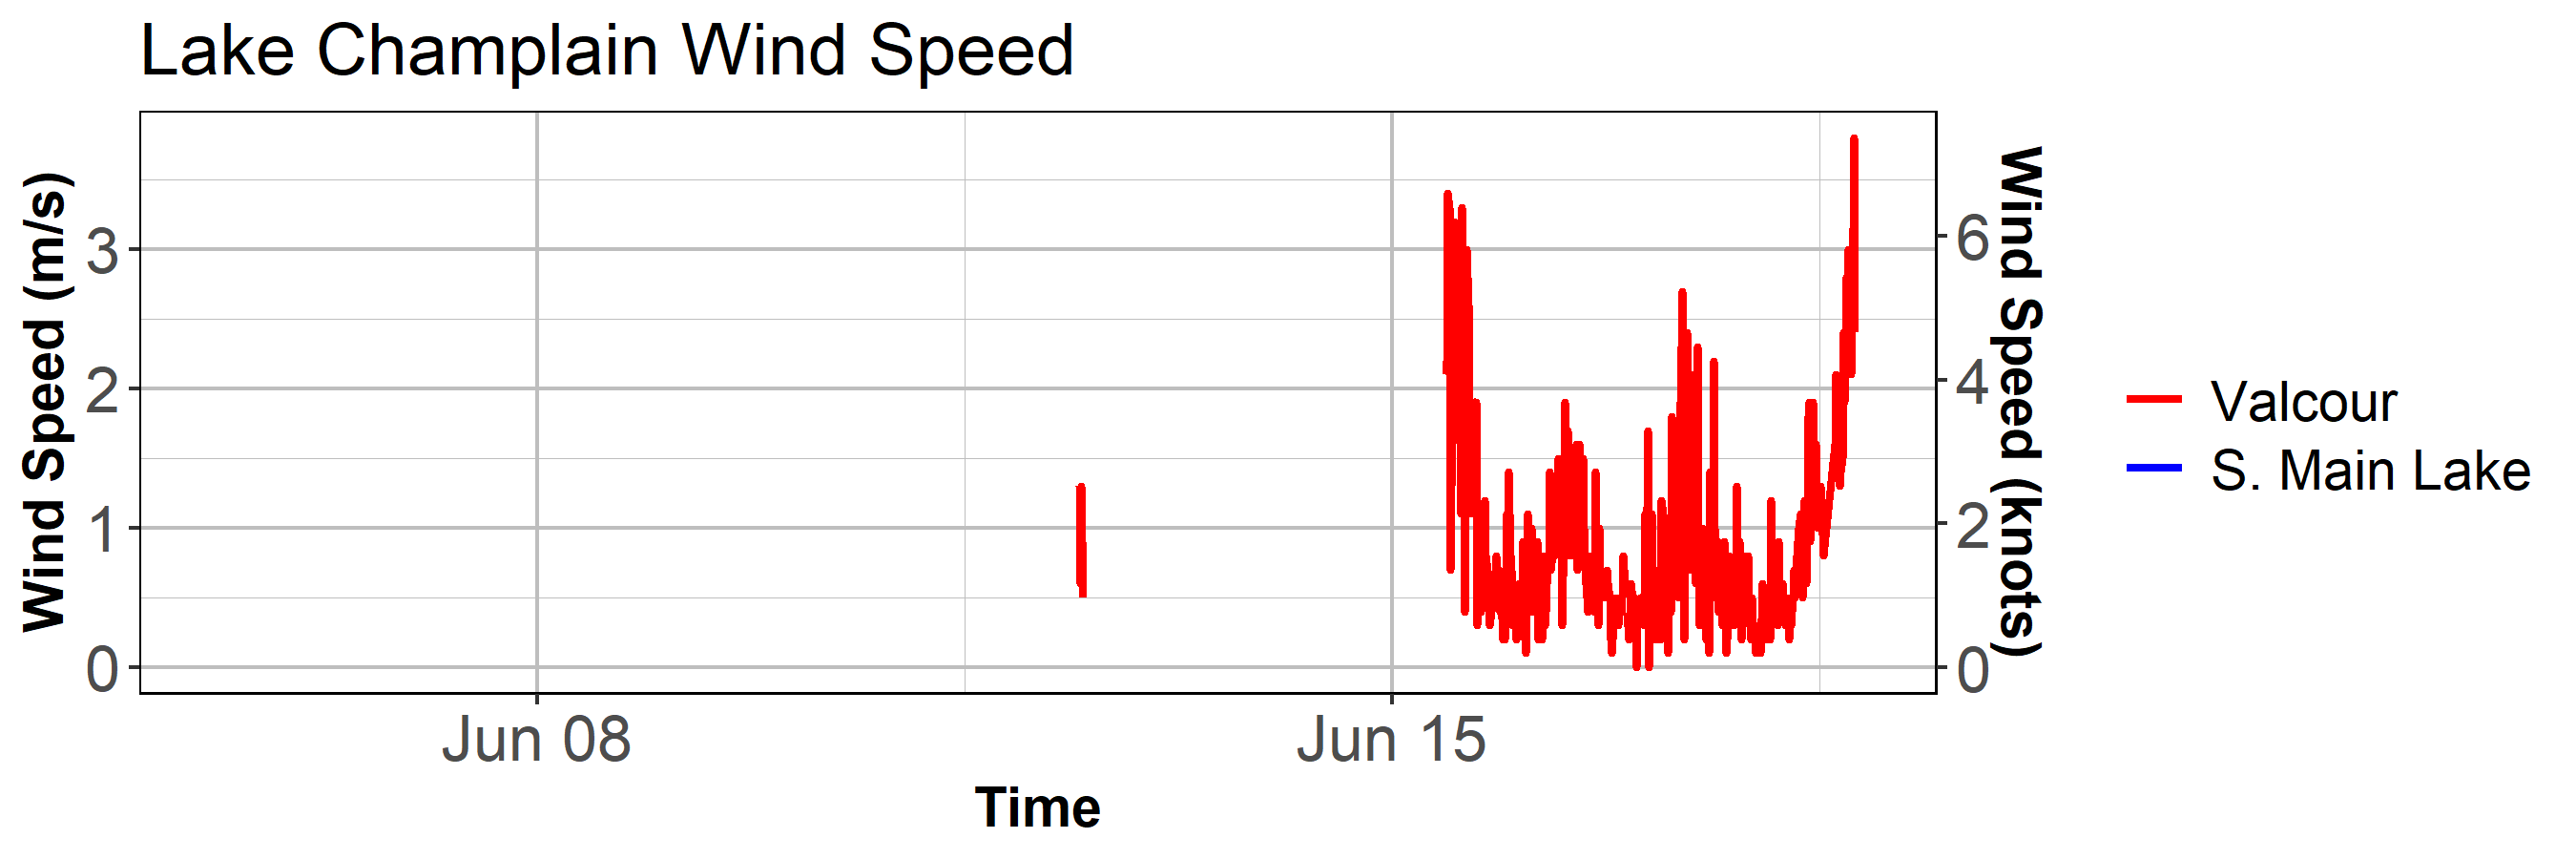 Lake Champlain Wind Speed
Wind Speed (m/s)
3
2
1
0
6
4
2
0
Wind Speed (knots)
Jun 08
Jun 15
Time
Valcour
S. Main Lake